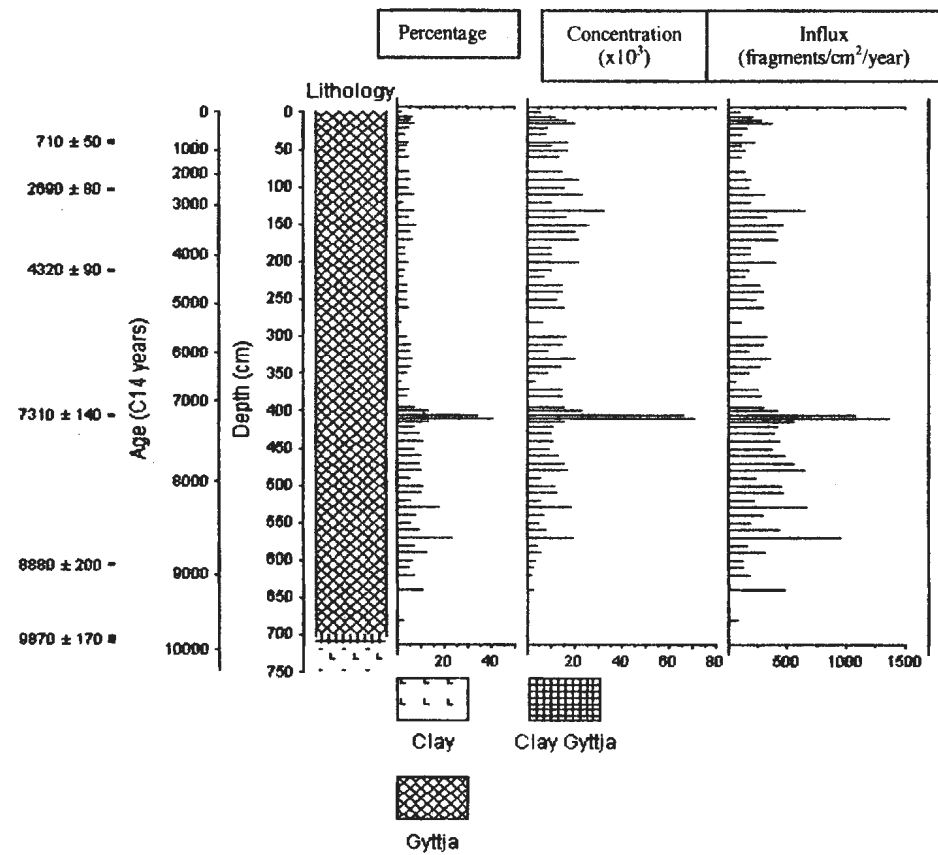 Percentage
Concentration
(x10³)
Influx
(fragments/cm²/year)
Lithology
710 ± 50
2690 ± 80
4320 ± 90
7310 ± 140
8880 ± 200
9870 ± 170
Age (C14 years)
0
1000
2000
3000
4000
5000
6000
7000
8000
9000
10000
Depth (cm)
0
50
100
150
200
250
300
350
400
450
500
550
600
650
700
750
20 40
20 40 60 80
500 1000 1500
Clay
Clay Gyttja
Gyttja